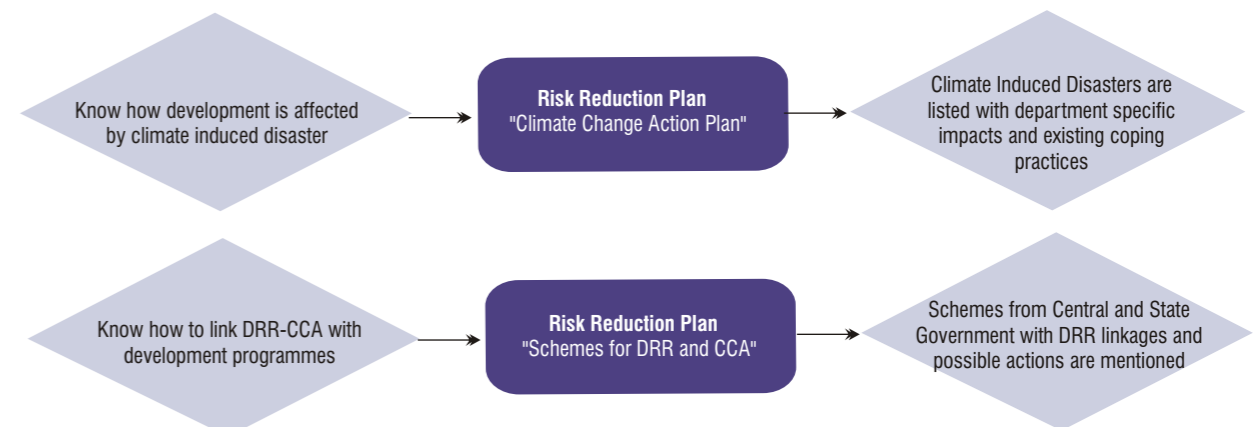 Know how development is affected
by climate induced disaster
Risk Reduction Plan
"Climate Change Action Plan"
Climate Induced Disasters are
listed with department specific
impacts and existing coping
practices
Know how to link DRR-CCA with
development programmes
Risk Reduction Plan
"Schemes for DRR and CCA"
Schemes from Central and State
Government with DRR linkages and
possible actions are mentioned